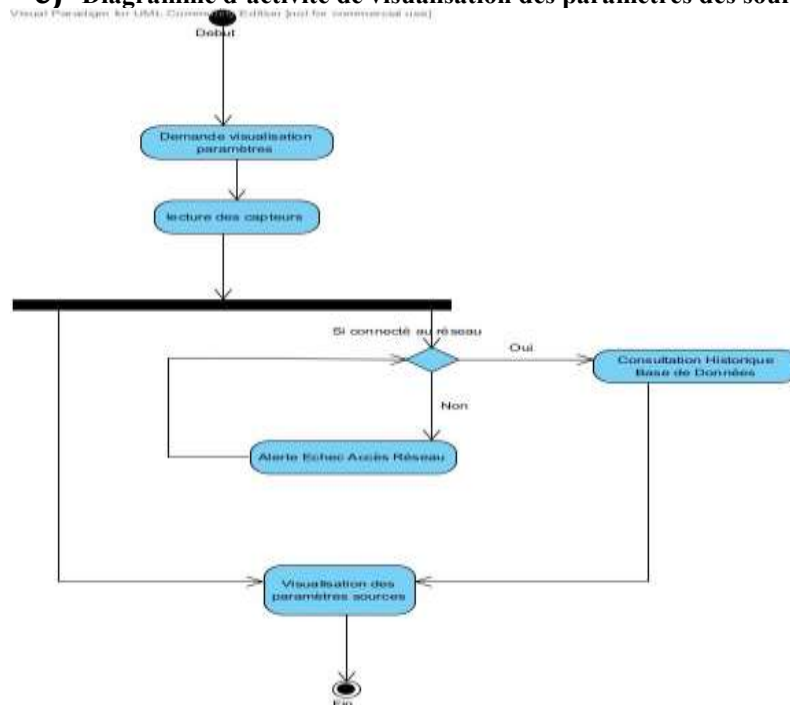 Diagramme d'activité de visualisation des paramètres des sour
Visual Paradigm for UML Community Edition [not for commercial use]
Début
Demande visualisation
paramètres
lecture des capteurs
Si connecté au réseau
Oui
Consultation Historique
Base de Données
Non
Alerte Echec Accès Réseau
Visualisation des
paramètres sources
Fin